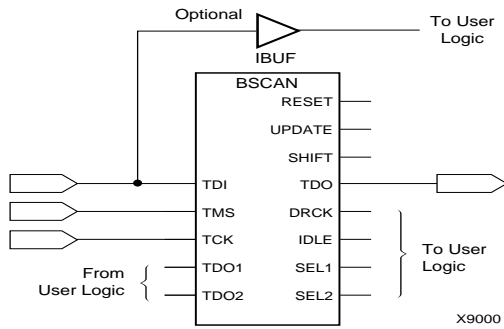 Optional
To User
Logic
IBUF
BSCAN
RESET
UPDATE
SHIFT
TDI
TDO
TMS
DRCK
TCK
IDLE
TDO1
SEL1
TDO2
SEL2
From
User Logic
To User
Logic
X9000